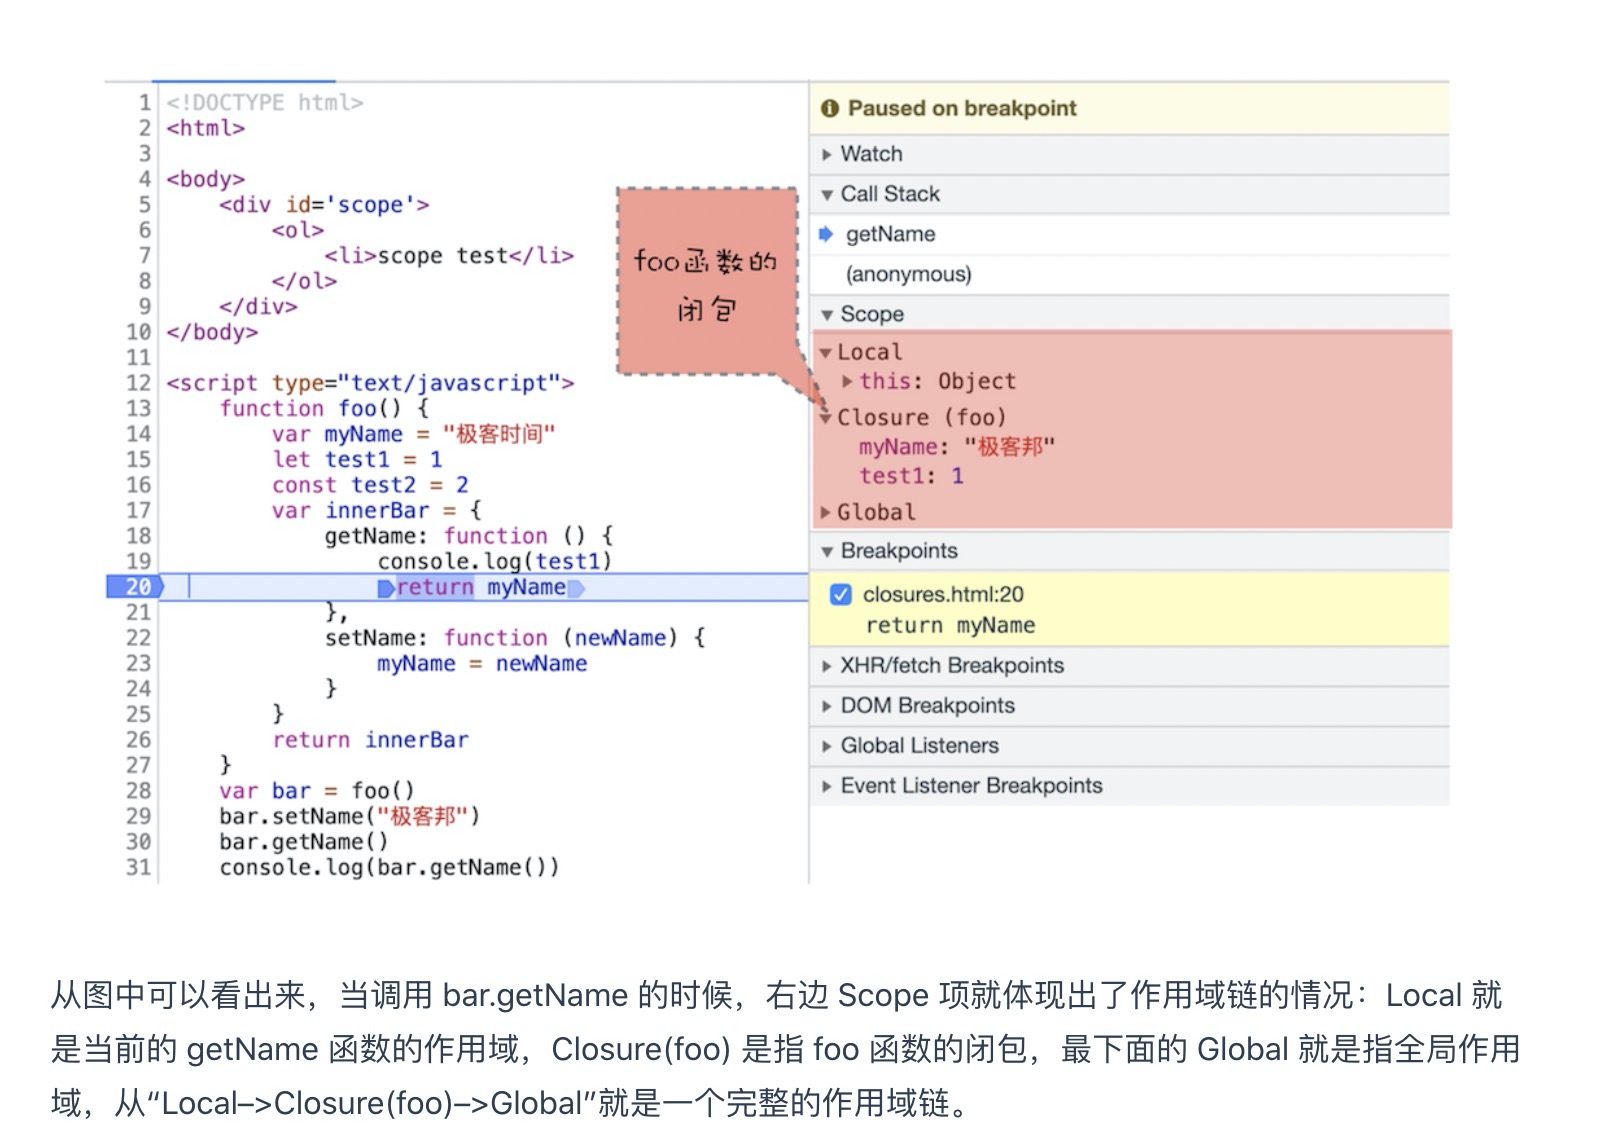 1 <!DOCTYPE html>
2 <html>
3
4 <body>
5     <div id='scope'>
6         <ol>
7             <li>scope test</li>
8         </ol>
9     </div>
10 </body>
11
12 <script type="text/javascript">
13     function foo() {
14         var myName = "极客时间"
15         let test1 = 1
16         const test2 = 2
17         var innerBar = {
18             getName: function () {
19                 console.log(test1)
20                 return myName
21             },
22             setName: function (newName) {
23                 myName = newName
24             }
25         }
26         return innerBar
27     }
28     var bar = foo()
29     bar.setName("极客邦")
30     bar.getName()
31     console.log(bar.getName())
foo函数的
闭包
Paused on breakpoint
Watch
Call Stack
getName
(anonymous)
Scope
Local
this: Object
Closure (foo)
myName: "极客邦"
test1: 1
Global
Breakpoints
closures.html:20
return myName
XHR/fetch Breakpoints
DOM Breakpoints
Global Listeners
Event Listener Breakpoints
从图中可以看出来，当调用 bar.getName 的时候，右边 Scope 项就体现出了作用域链的情况：Local 就
是当前的 getName 函数的作用域，Closure(foo) 是指 foo 函数的闭包，最下面的 Global 就是指全局作用
域，从“Local–>Closure(foo)–>Global”就是一个完整的作用域链。